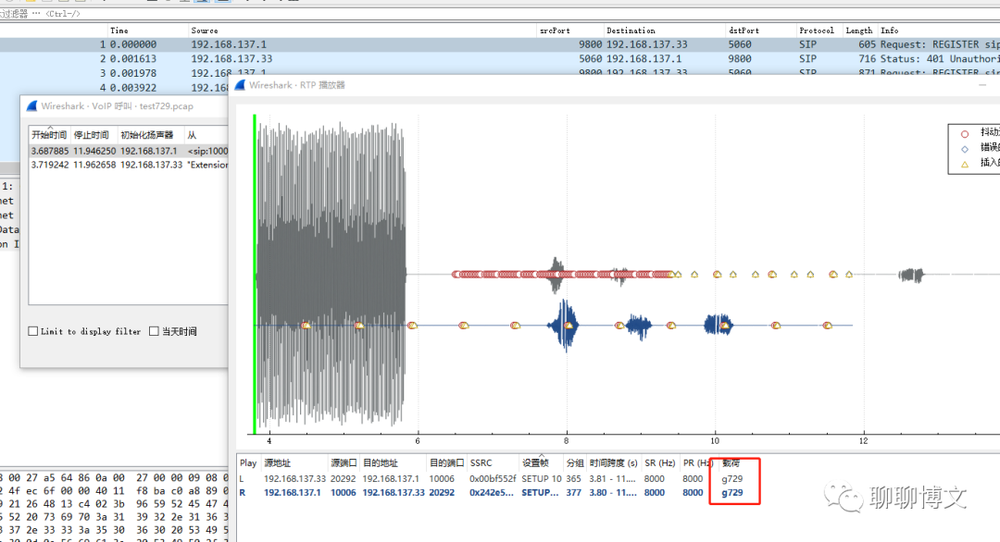 过滤器 … 〈Ctrl-/〉
Time Source srcPort Destination dstPort Protocol Length Info
1 0.000000 192.168.137.1 9800 192.168.137.33 5060 SIP 605 Request: REGISTER sip
2 0.001613 192.168.137.33 5060 192.168.137.1 9800 SIP 716 Status: 401 Unauthori
3 0.001978 192.168.137.1 9800 192.168.137.33 5060 SIP 871 Request: REGISTER sip
4 0.003922 192.168
Wireshark · RTP 播放器
Wireshark · VoIP 呼叫 · test729.pcap
开始时间 停止时间 初始化扬声器 从
3.687885 11.946250 192.168.137.1 <sip:1000
3.719242 11.962658 192.168.137.33 "Extension
抖动
错误的
插入的
1:
net
net
Data
on I
Limit to display filter 当天时间
4 6 8 10 12
Play 源地址 源端口 目的地址 目的端口 SSRC 设置帧 分组 时间跨度 (s) SR (Hz) PR (Hz) 载荷
L 192.168.137.33 20292 192.168.137.1 10006 0x00bf552f SETUP 10 365 3.81 - 11.... 8000 8000 g729
R 192.168.137.1 10006 192.168.137.33 20292 0x242e5... SETUP... 377 3.80 - 11.... 8000 8000 g729
00 27 a5 64 86 0a 00 27 00 00 09 08 0
2 4f ec 6f 00 00 40 11 f8 ba c0 a8 89 0
9 21 26 48 13 c4 02 3b 96 59 52 45 47 4
5 52 20 73 69 70 3a 31 39 32 2e 31 36 3
3 37 2e 33 33 3a 35 30 36 30 20 53 49 5
聊聊博文